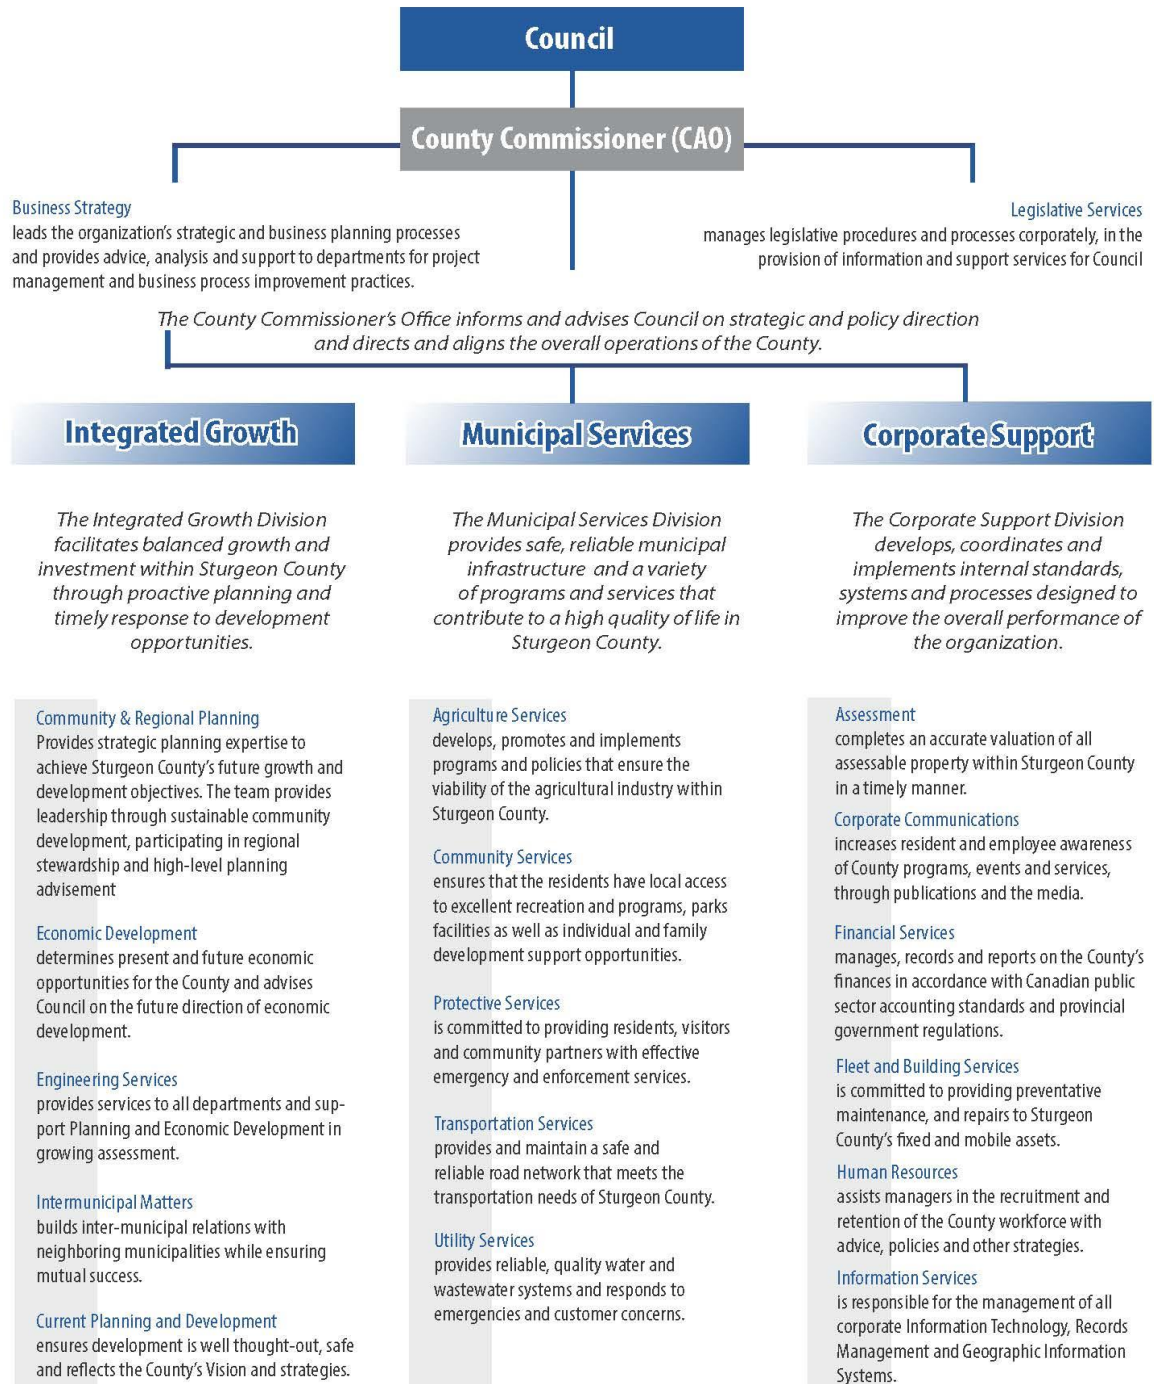 Council
County Commissioner (CAO)
Business Strategy
leads the organization's strategic and business planning processes
and provides advice, analysis and support to departments for project
management and business process improvement practices.
Legislative Services
manages legislative procedures and processes corporately, in the
provision of information and support services for Council
The County Commissioner's Office informs and advises Council on strategic and policy direction
and directs and aligns the overall operations of the County.
Integrated Growth
The Integrated Growth Division
facilitates balanced growth and
investment within Sturgeon County
through proactive planning and
timely response to development
opportunities.
Community & Regional Planning
Provides strategic planning expertise to
achieve Sturgeon County's future growth and
development objectives. The team provides
leadership through sustainable community
development, participating in regional
stewardship and high-level planning
advisement
Economic Development
determines present and future economic
opportunities for the County and advises
Council on the future direction of economic
development.
Engineering Services
provides services to all departments and sup-
port Planning and Economic Development in
growing assessment.
Intermunicipal Matters
builds inter-municipal relations with
neighboring municipalities while ensuring
mutual success.
Current Planning and Development
ensures development is well thought-out, safe
and reflects the County's Vision and strategies.
Municipal Services
The Municipal Services Division
provides safe, reliable municipal
infrastructure and a variety
of programs and services that
contribute to a high quality of life in
Sturgeon County.
Agriculture Services
develops, promotes and implements
programs and policies that ensure the
viability of the agricultural industry within
Sturgeon County.
Community Services
ensures that the residents have local access
to excellent recreation and programs, parks
facilities as well as individual and family
development support opportunities.
Protective Services
is committed to providing residents, visitors
and community partners with effective
emergency and enforcement services.
Transportation Services
provides and maintain a safe and
reliable road network that meets the
transportation needs of Sturgeon County.
Utility Services
provides reliable, quality water and
wastewater systems and responds to
emergencies and customer concerns.
Corporate Support
The Corporate Support Division
develops, coordinates and
implements internal standards,
systems and processes designed to
improve the overall performance of
the organization.
Assessment
completes an accurate valuation of all
assessable property within Sturgeon County
in a timely manner.
Corporate Communications
increases resident and employee awareness
of County programs, events and services,
through publications and the media.
Financial Services
manages, records and reports on the County's
finances in accordance with Canadian public
sector accounting standards and provincial
government regulations.
Fleet and Building Services
is committed to providing preventative
maintenance, and repairs to Sturgeon
County's fixed and mobile assets.
Human Resources
assists managers in the recruitment and
retention of the County workforce with
advice, policies and other strategies.
Information Services
is responsible for the management of all
corporate Information Technology, Records
Management and Geographic Information
Systems.